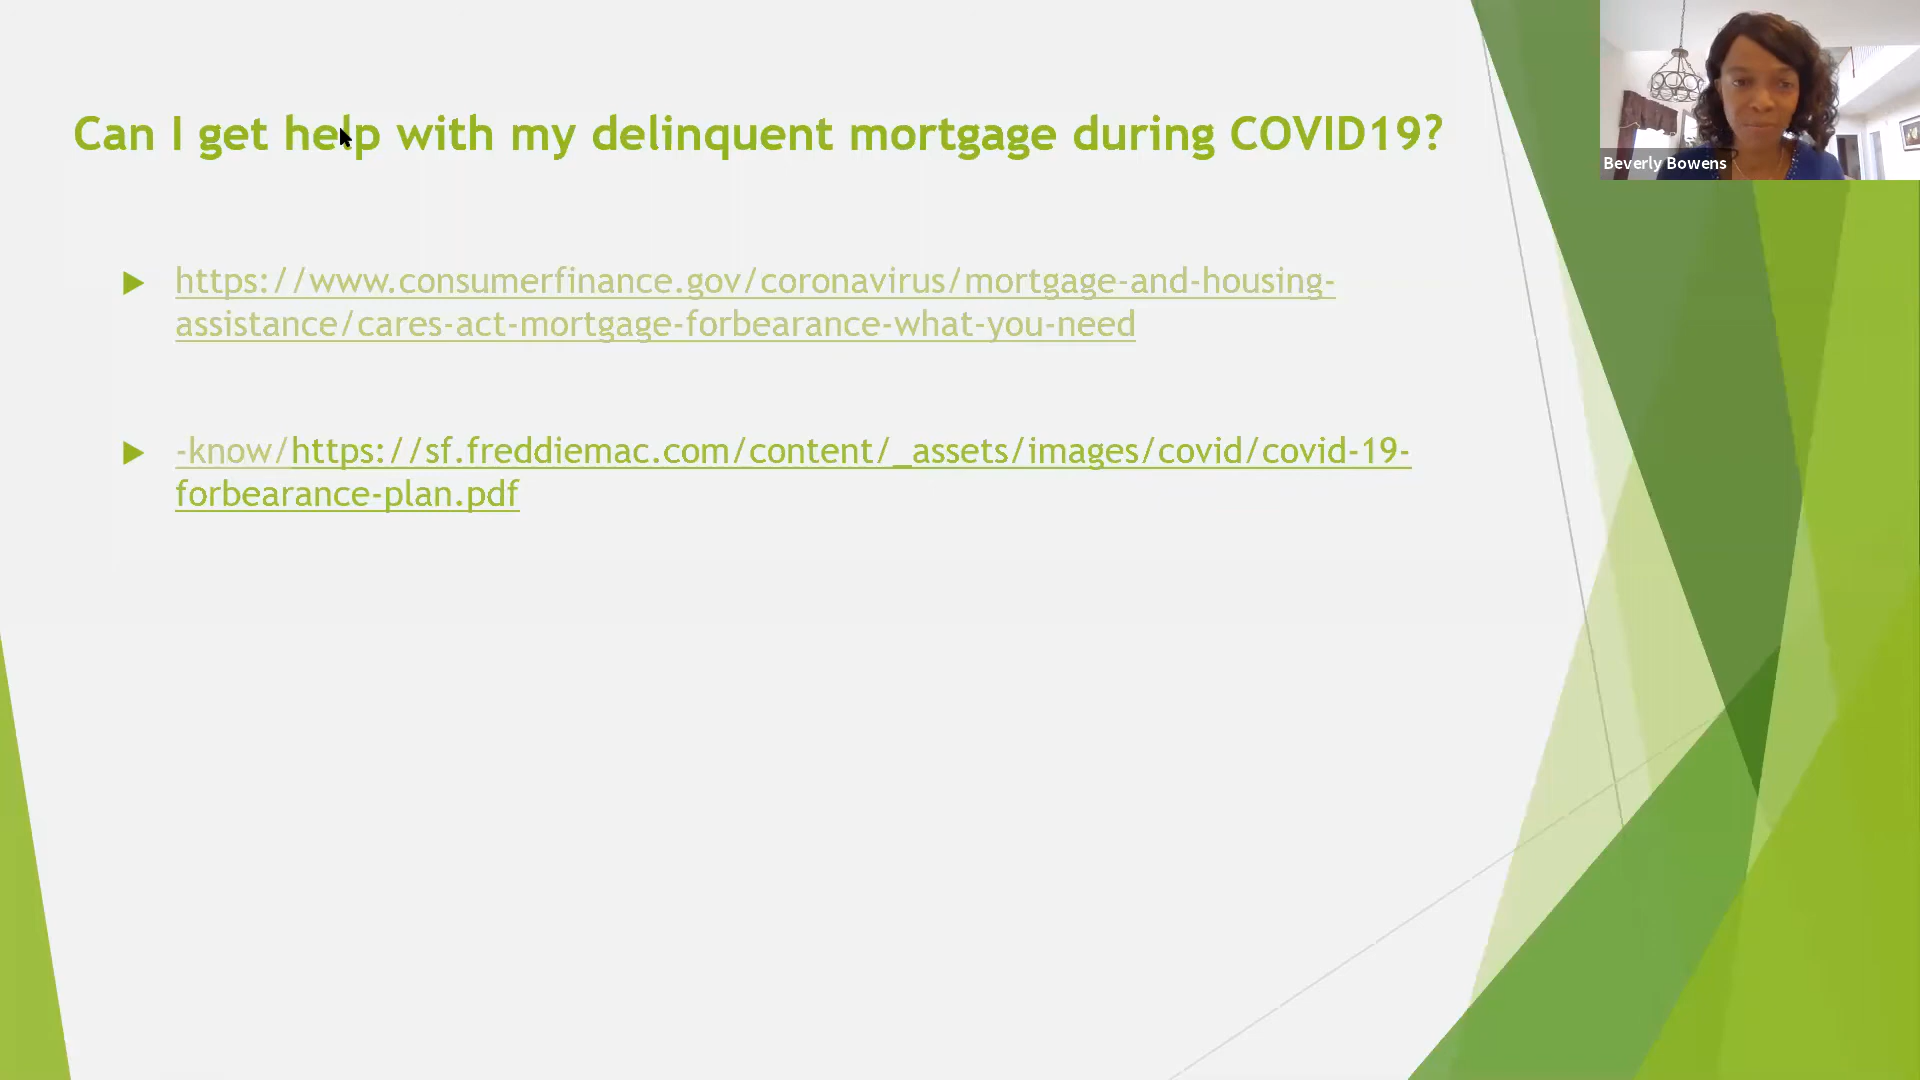 Can I get help with my delinquent mortgage during COVID19?
Beverly Bowens
https://www.consumerfinance.gov/coronavirus/mortgage-and-housing-
assistance/cares-act-mortgage-forbearance-what-you-need
-know/https://sf.freddiemac.com/content/_assets/images/covid/covid-19-
forbearance-plan.pdf